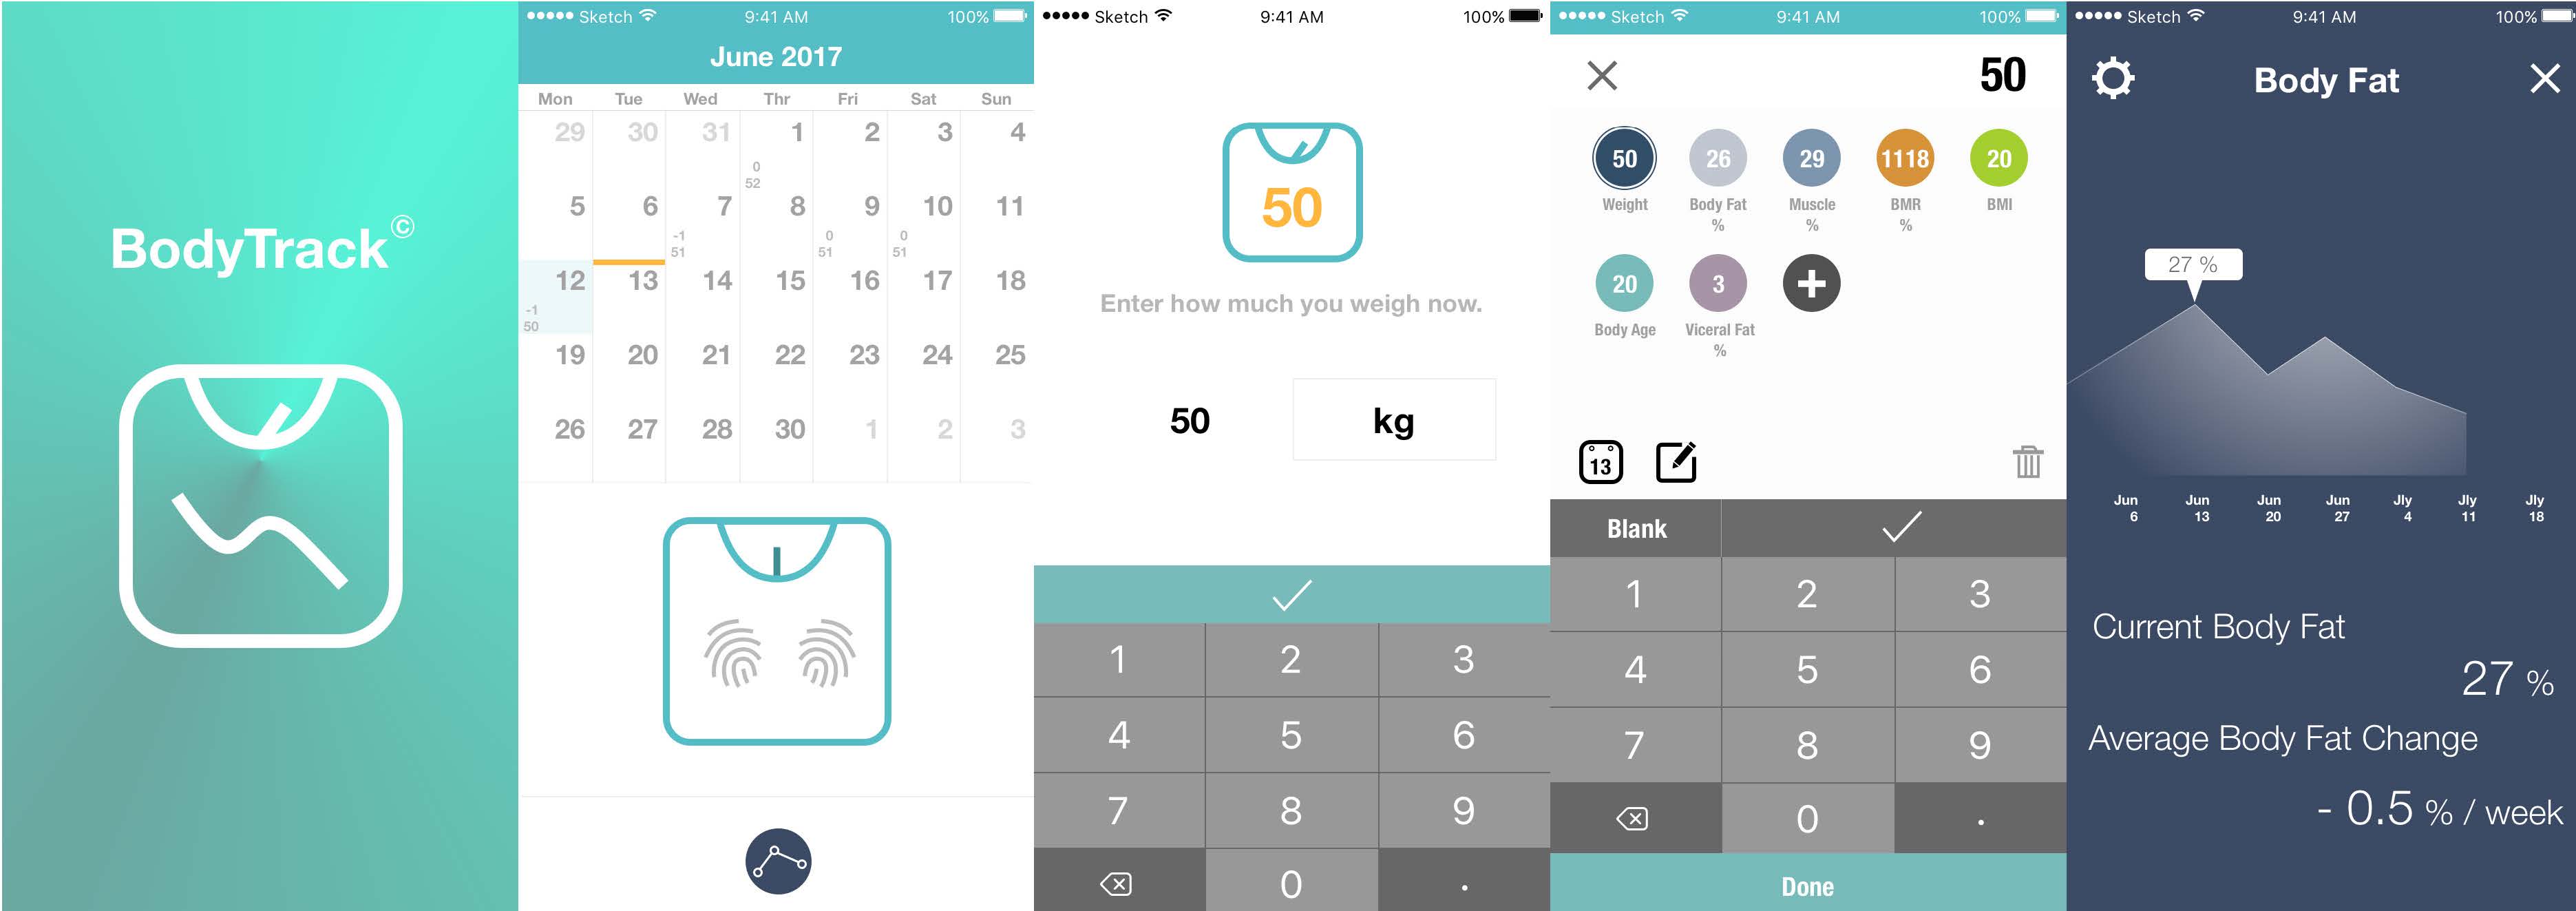 BodyTrack©
Sketch 9:41 AM 100%
June 2017
Mon Tue Wed Thr Fri Sat Sun
29 30 31 1 2 3 4
0
52
5 6 7 8 9 10 11
-1 0 0
51 51 51
12 13 14 15 16 17 18
-1
50
19 20 21 22 23 24 25
26 27 28 30 1 2 3
Sketch 9:41 AM 100%
50
Enter how much you weigh now.
50 kg
1 2 3
4 5 6
7 8 9
0 .
Sketch 9:41 AM 100%
50
50 26 29 1118 20
Weight Body Fat Muscle BMR BMI
% % %
20 3
Body Age Viceral Fat
%
13
Blank
1 2 3
4 5 6
7 8 9
0 .
Done
Sketch 9:41 AM 100%
Body Fat
27 %
Jun Jun Jun Jun Jly Jly Jly
6 13 20 27 4 11 18
Current Body Fat
27 %
Average Body Fat Change
- 0.5 % / week